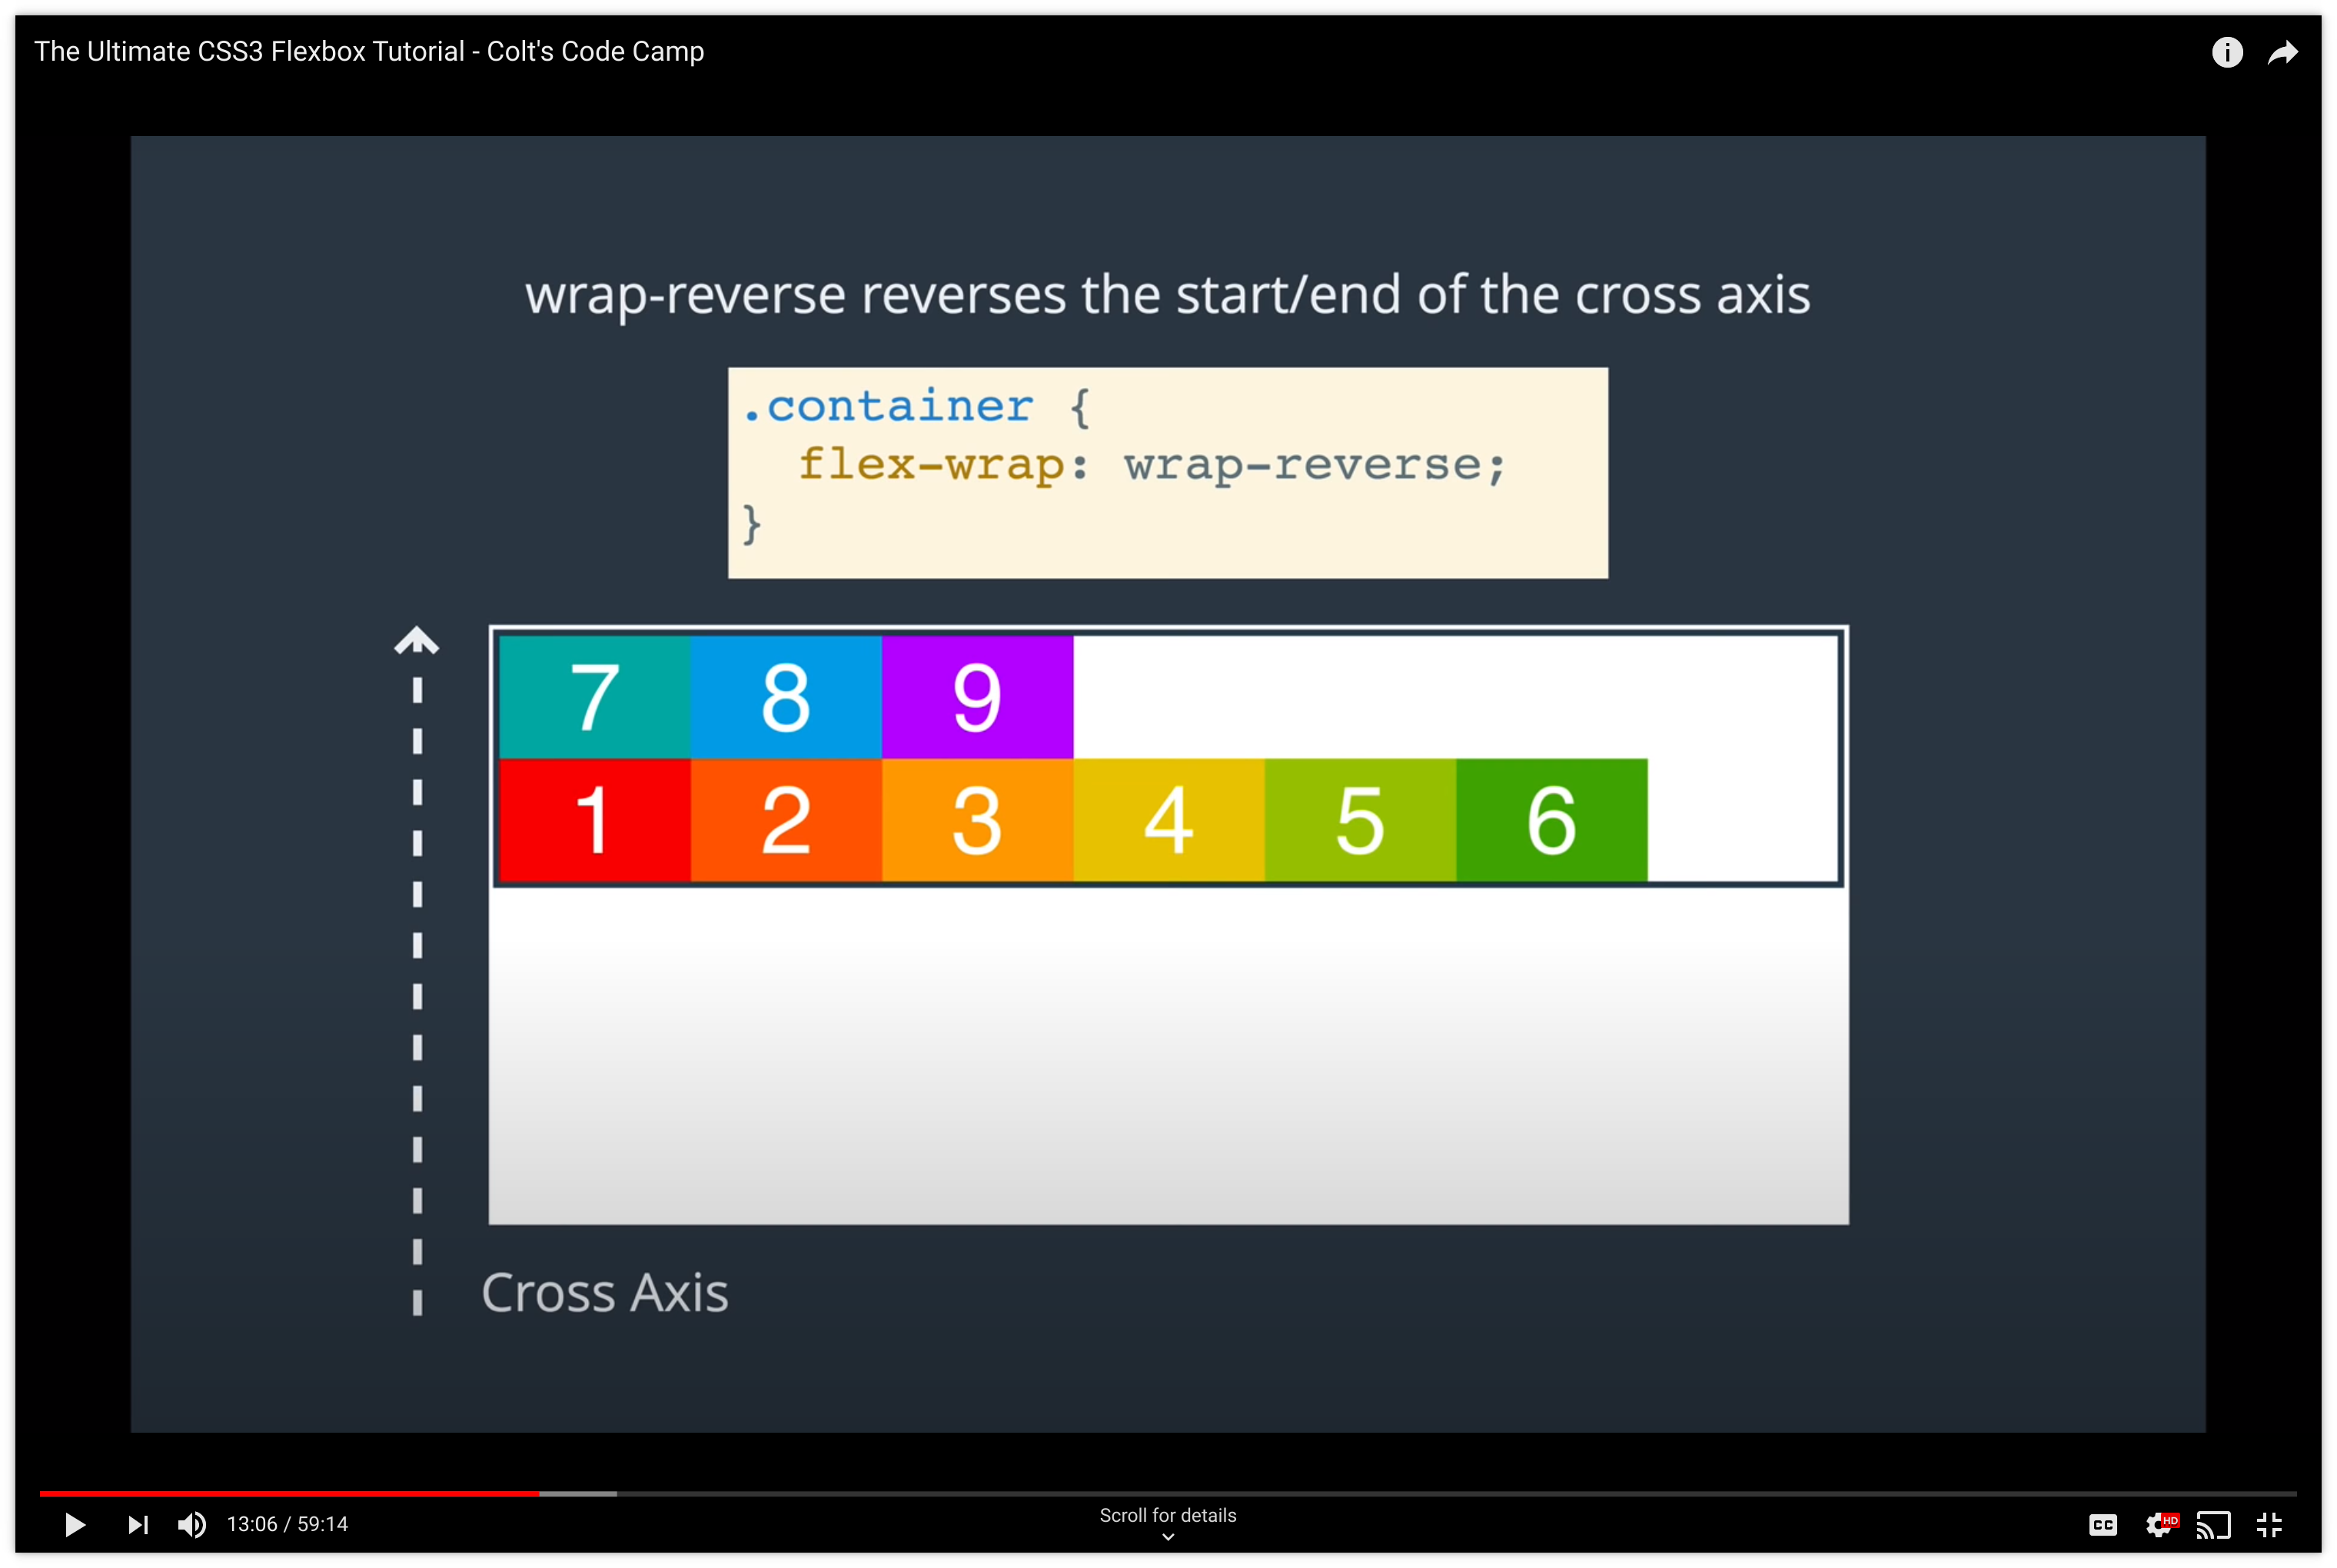 The Ultimate CSS3 Flexbox Tutorial - Colt's Code Camp
wrap-reverse reverses the start/end of the cross axis
.container {
  flex-wrap: wrap-reverse;
}
7 8 9
1 2 3 4 5 6
Cross Axis
Scroll for details
13:06 / 59:14
CC
HD